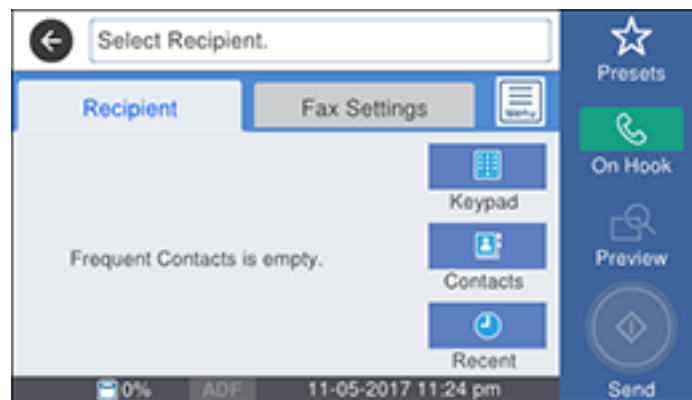 Select Recipient.
Presets
Recipient
Fax Settings
Menu
On Hook
Keypad
Frequent Contacts is empty.
Preview
Contacts
Recent
0% ADF 11-05-2017 11:24 pm
Send